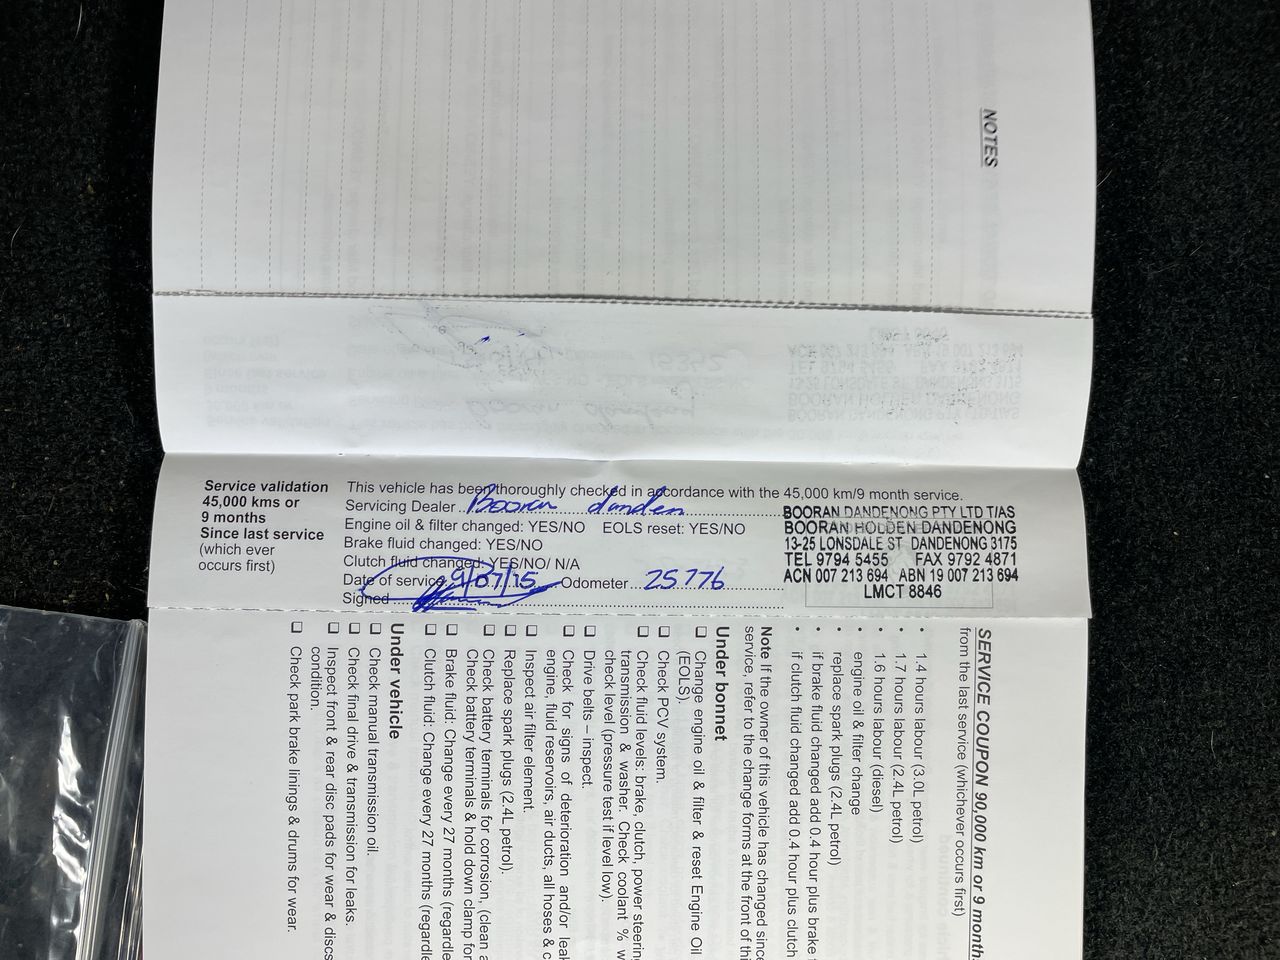 NOTES
Service validation
45,000 kms or
9 months
Since last service
(which ever
occurs first)
This vehicle has been thoroughly checked in accordance with the 45,000 km/9 month service.
Servicing Dealer Booran danden
Engine oil & filter changed: YES/NO EOLS reset: YES/NO
Brake fluid changed: YES/NO
Clutch fluid changed: YES/NO/ N/A
Date of service 9/07/15 Odometer 25776
Signed
BOORAN DANDENONG PTY LTD T/AS
BOORAN HOLDEN DANDENONG
13-25 LONSDALE ST DANDENONG 3175
TEL 9794 5455 FAX 9792 4871
ACN 007 213 694 ABN 19 007 213 694
LMCT 8846
SERVICE COUPON 90,000 km or 9 month
from the last service (whichever occurs first)
• 1.4 hours labour (3.0L petrol)
• 1.7 hours labour (2.4L petrol)
• 1.6 hours labour (diesel)
• engine oil & filter change
• replace spark plugs (2.4L petrol)
• if brake fluid changed add 0.4 hour plus brake
• if clutch fluid changed add 0.4 hour plus clutch
Note If the owner of this vehicle has changed since
service, refer to the change forms at the front of thi
Under bonnet
❏ Change engine oil & filter & reset Engine Oil
(EOLS).
❏ Check PCV system.
❏ Check fluid levels: brake, clutch, power steering
transmission & washer. Check coolant % w
check level (pressure test if level low).
❏ Drive belts – inspect.
❏ Check for signs of deterioration and/or leak
engine, fluid reservoirs, air ducts, all hoses & c
❏ Inspect air filter element.
❏ Replace spark plugs (2.4L petrol).
❏ Check battery terminals for corrosion, (clean a
Check battery terminals & hold down clamp for
❏ Brake fluid: Change every 27 months (regardle
❏ Clutch fluid: Change every 27 months (regardle
Under vehicle
❏ Check manual transmission oil.
❏ Check final drive & transmission for leaks.
❏ Inspect front & rear disc pads for wear & discs
condition.
❏ Check park brake linings & drums for wear.